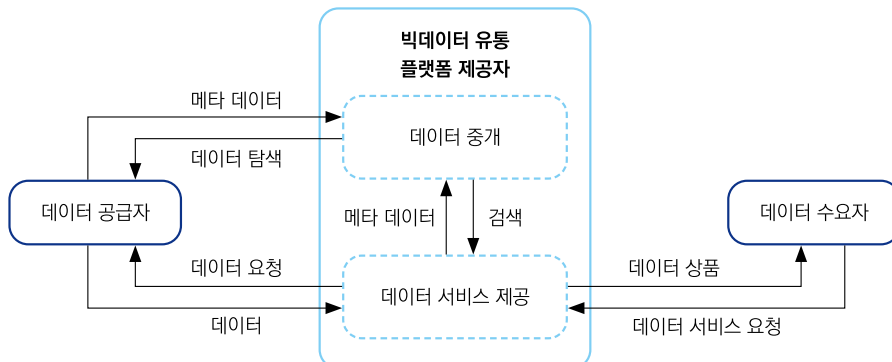 빅데이터 유통
플랫폼 제공자
메타 데이터
데이터 중개
데이터 탐색
데이터 공급자
메타 데이터
검색
데이터 수요자
데이터 요청
데이터 서비스 제공
데이터 상품
데이터
데이터 서비스 요청